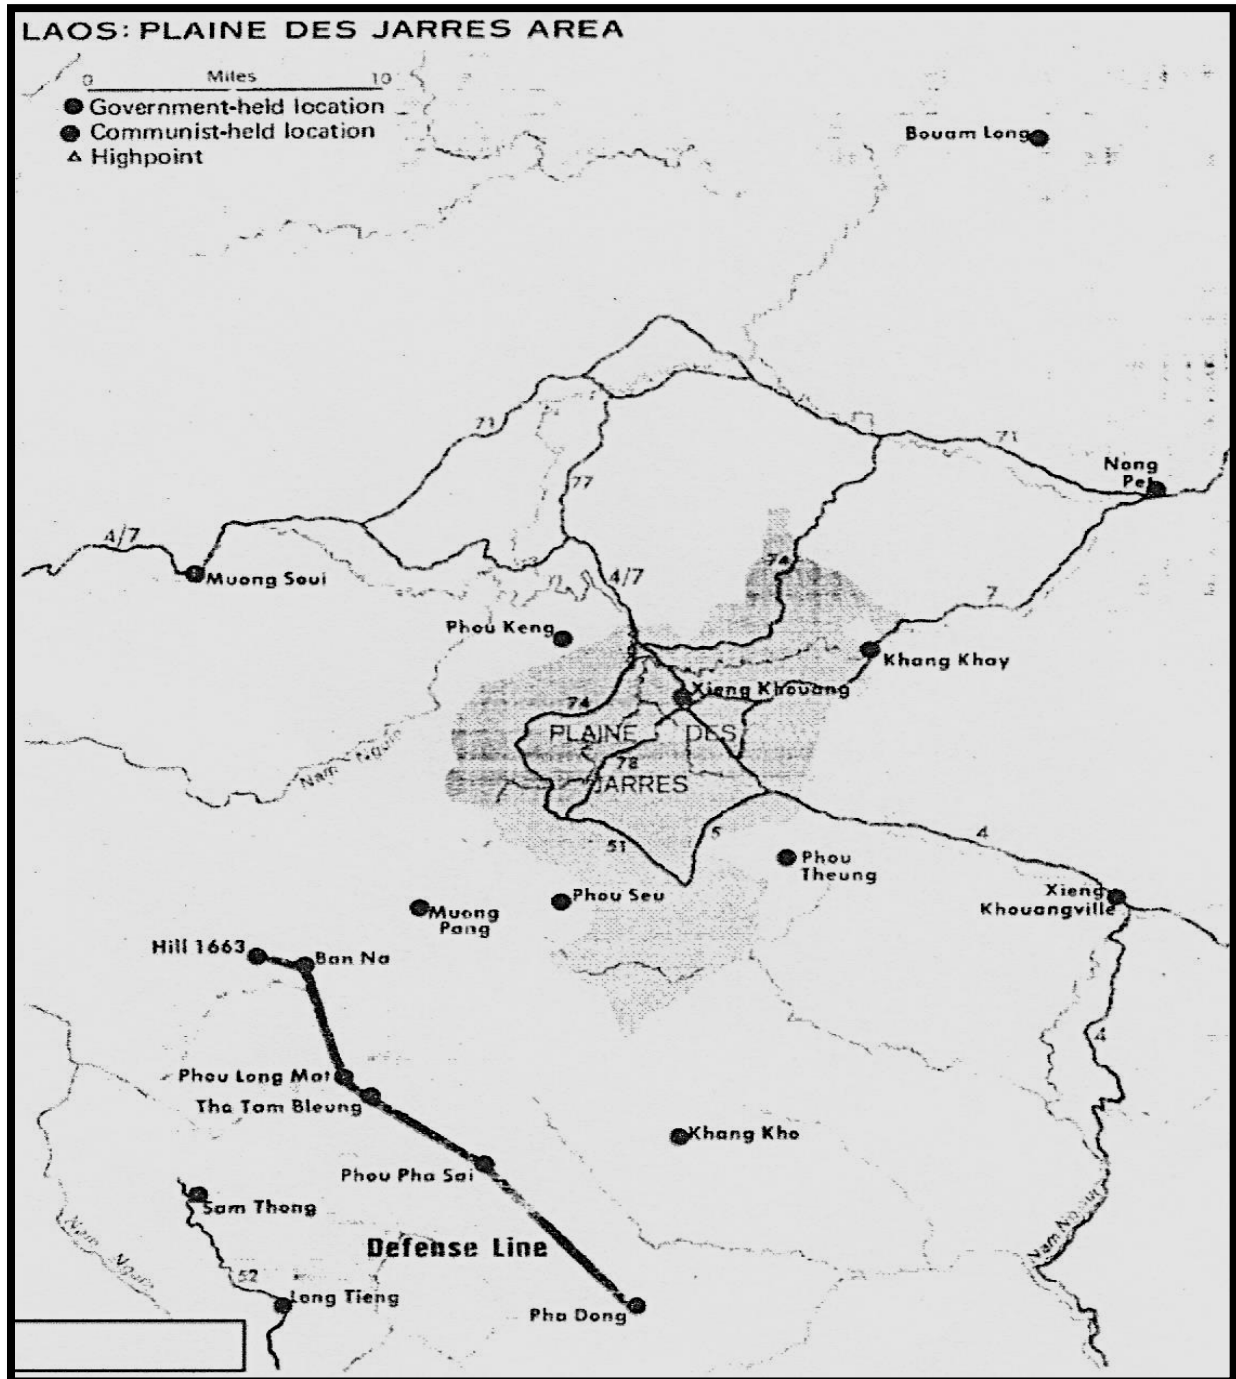 LAOS: PLAINE DES JARRES AREA
0 Miles 10
Government-held location
Communist-held location
Highpoint
Bouam Long
71
71
Nong
Pet
77
4/7
Muong Soui
4/7
74
7
Phou Keng
Khang Khay
Xieng Khouang
74
PLAINE DES
Nam Ngum
78
JARRES
51
5
4
Phou
Theung
Xieng
Khouangville
Phou Seu
Muong
Pang
Hill 1663
Ban Na
4
Phou Long Mat
Tha Tam Bleung
Khang Kho
Phou Pha Sai
Sam Thong
Nam Ngum
Defense Line
52
Long Tieng
Pha Dong